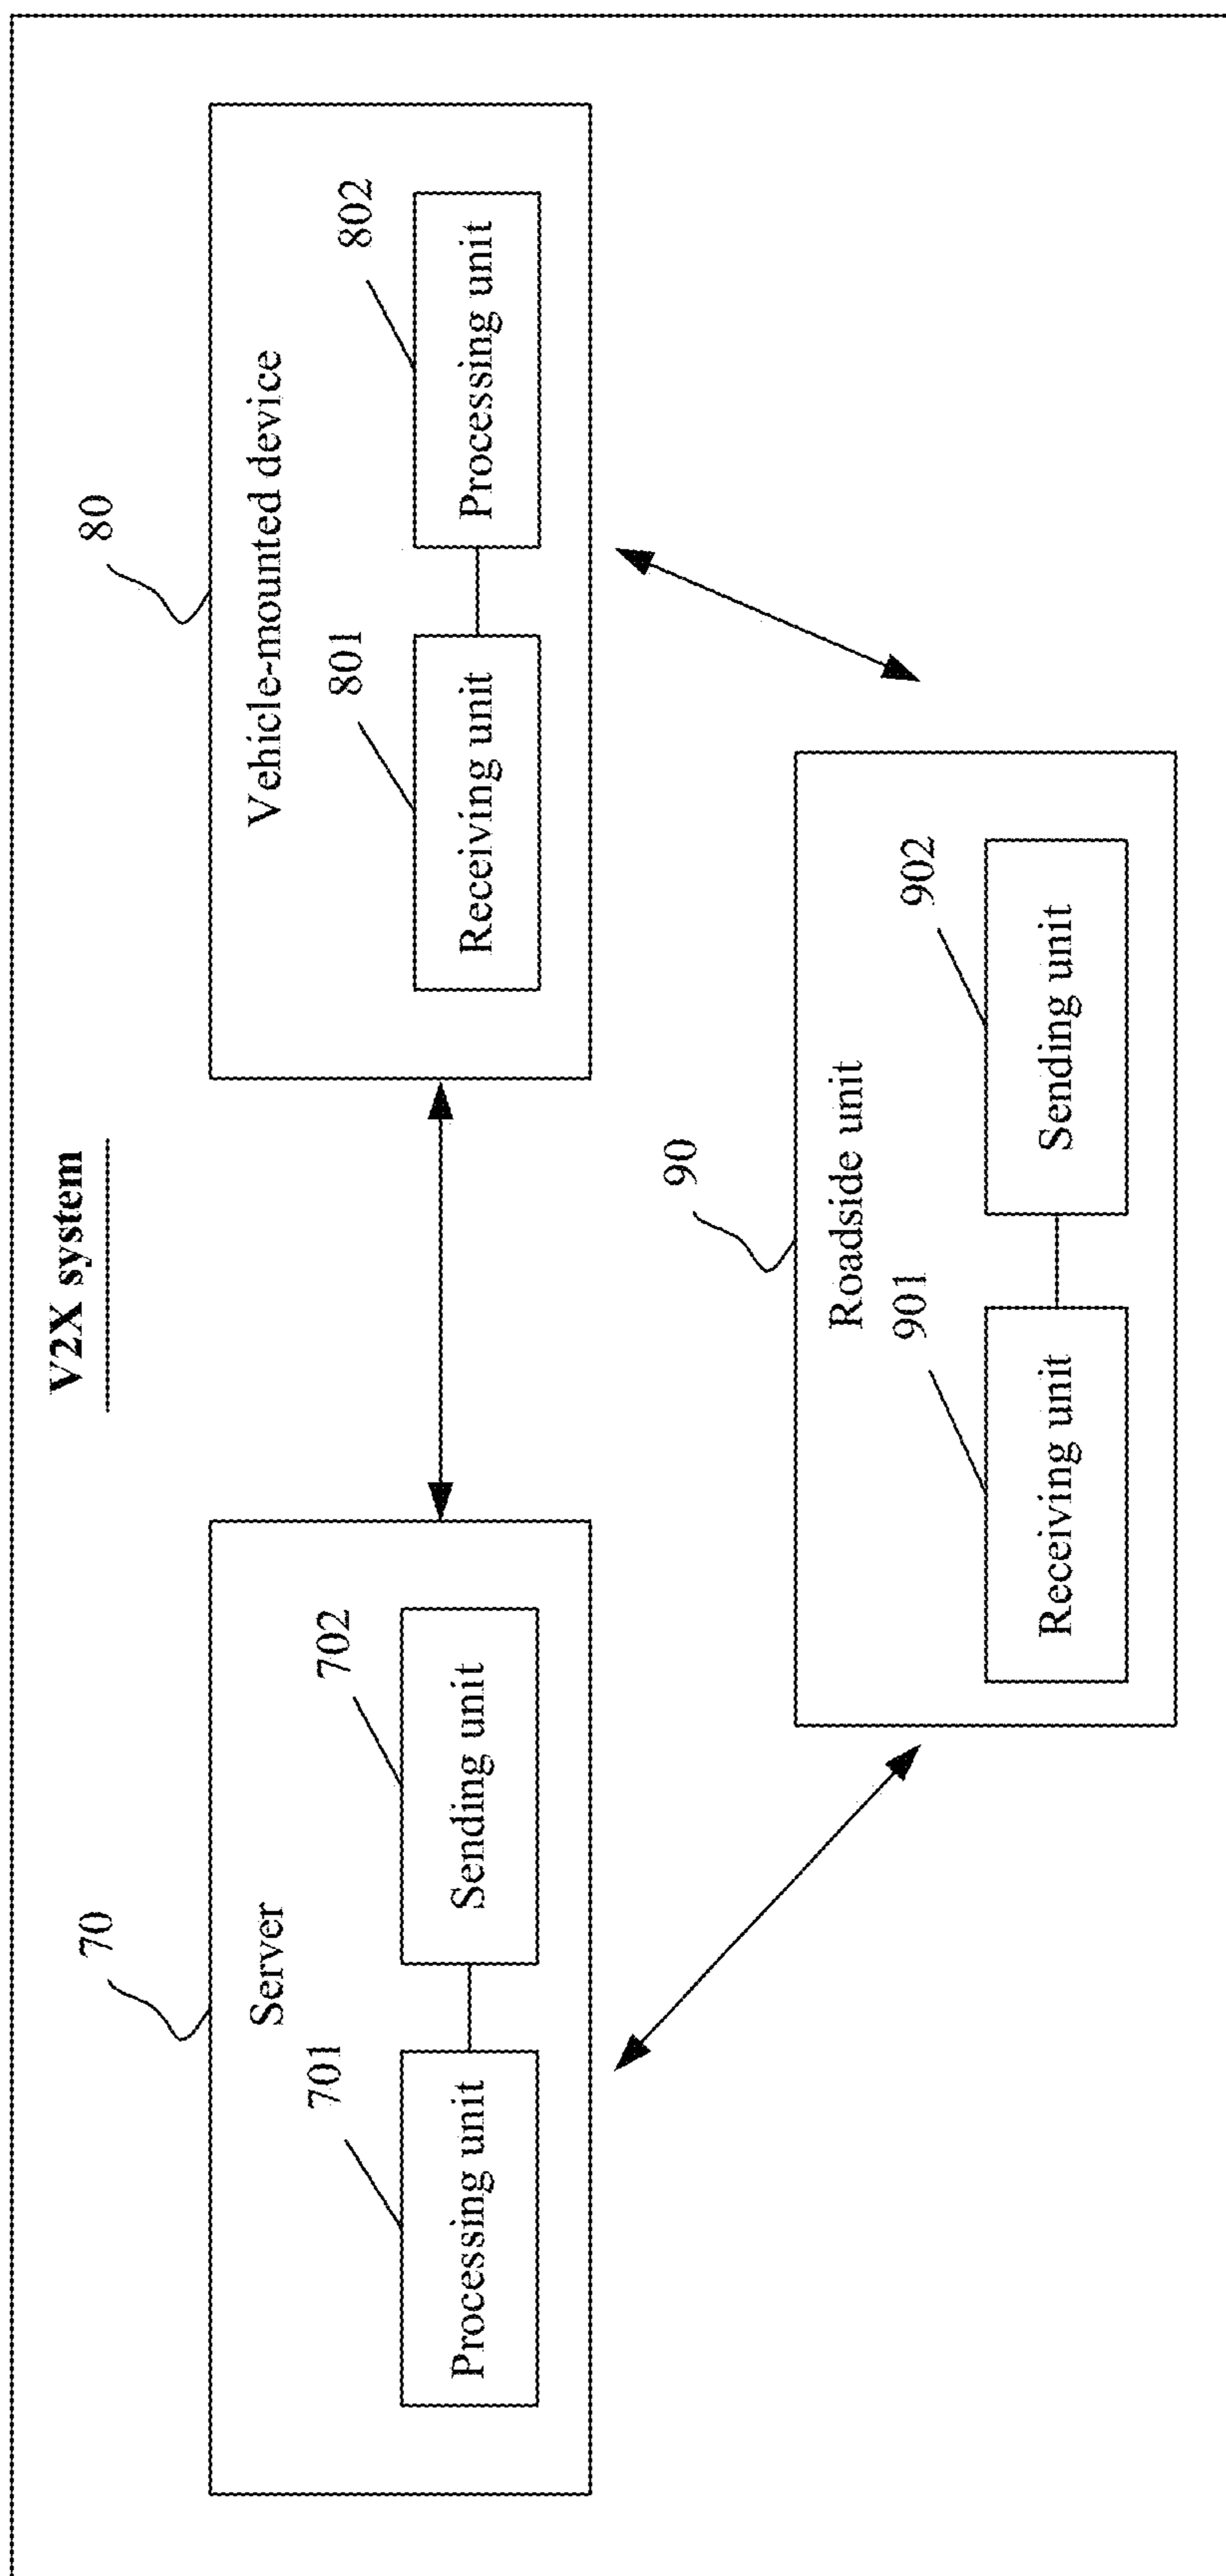 V2X system
70
80
Server
Vehicle-mounted device
701
702
801
802
Processing unit
Sending unit
Receiving unit
Processing unit
90
Roadside unit
901
902
Receiving unit
Sending unit